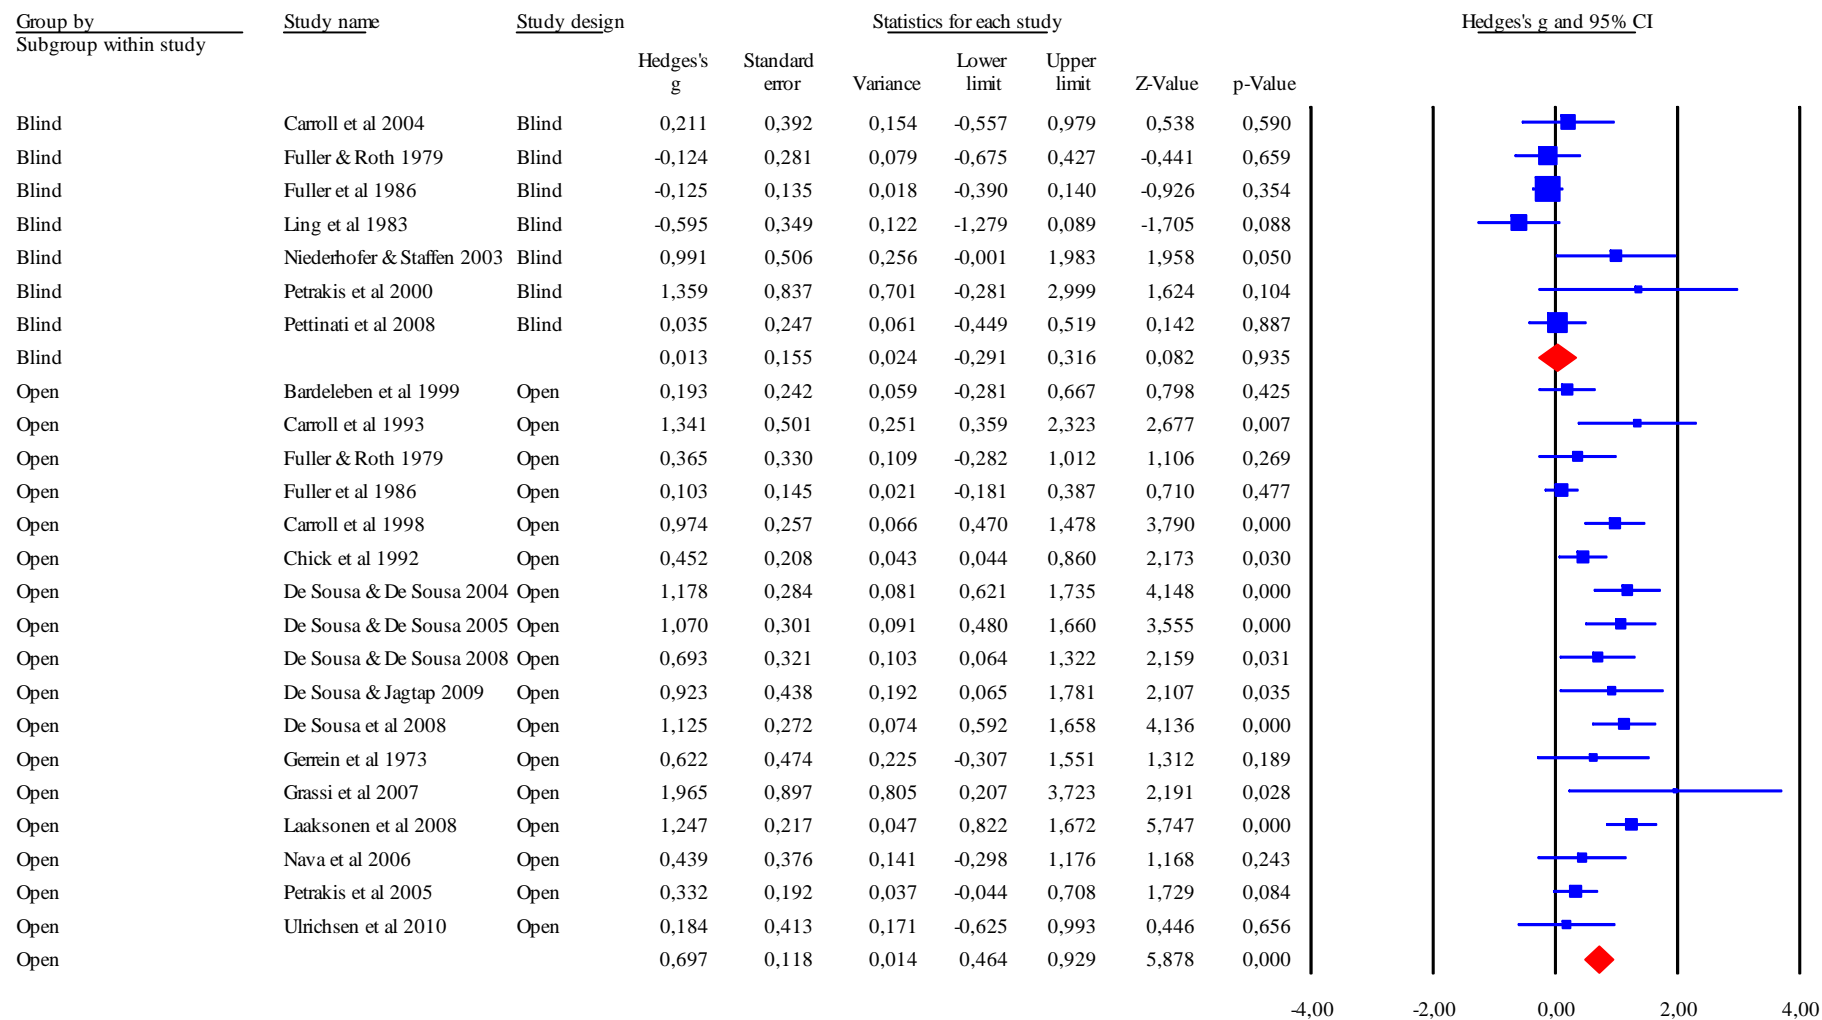 Group by Study name Study design Statistics for each study Hedges's g and 95% CI
Subgroup within study
Hedges's Standard Lower Upper
g error Variance limit limit Z-Value p-Value
Blind Carroll et al 2004 Blind 0,211 0,392 0,154 -0,557 0,979 0,538 0,590
Blind Fuller & Roth 1979 Blind -0,124 0,281 0,079 -0,675 0,427 -0,441 0,659
Blind Fuller et al 1986 Blind -0,125 0,135 0,018 -0,390 0,140 -0,926 0,354
Blind Ling et al 1983 Blind -0,595 0,349 0,122 -1,279 0,089 -1,705 0,088
Blind Niederhofer & Staffen 2003 Blind 0,991 0,506 0,256 -0,001 1,983 1,958 0,050
Blind Petrakis et al 2000 Blind 1,359 0,837 0,701 -0,281 2,999 1,624 0,104
Blind Pettinati et al 2008 Blind 0,035 0,247 0,061 -0,449 0,519 0,142 0,887
Blind 0,013 0,155 0,024 -0,291 0,316 0,082 0,935
Open Bardeleben et al 1999 Open 0,193 0,242 0,059 -0,281 0,667 0,798 0,425
Open Carroll et al 1993 Open 1,341 0,501 0,251 0,359 2,323 2,677 0,007
Open Fuller & Roth 1979 Open 0,365 0,330 0,109 -0,282 1,012 1,106 0,269
Open Fuller et al 1986 Open 0,103 0,145 0,021 -0,181 0,387 0,710 0,477
Open Carroll et al 1998 Open 0,974 0,257 0,066 0,470 1,478 3,790 0,000
Open Chick et al 1992 Open 0,452 0,208 0,043 0,044 0,860 2,173 0,030
Open De Sousa & De Sousa 2004 Open 1,178 0,284 0,081 0,621 1,735 4,148 0,000
Open De Sousa & De Sousa 2005 Open 1,070 0,301 0,091 0,480 1,660 3,555 0,000
Open De Sousa & De Sousa 2008 Open 0,693 0,321 0,103 0,064 1,322 2,159 0,031
Open De Sousa & Jagtap 2009 Open 0,923 0,438 0,192 0,065 1,781 2,107 0,035
Open De Sousa et al 2008 Open 1,125 0,272 0,074 0,592 1,658 4,136 0,000
Open Gerrein et al 1973 Open 0,622 0,474 0,225 -0,307 1,551 1,312 0,189
Open Grassi et al 2007 Open 1,965 0,897 0,805 0,207 3,723 2,191 0,028
Open Laaksonen et al 2008 Open 1,247 0,217 0,047 0,822 1,672 5,747 0,000
Open Nava et al 2006 Open 0,439 0,376 0,141 -0,298 1,176 1,168 0,243
Open Petrakis et al 2005 Open 0,332 0,192 0,037 -0,044 0,708 1,729 0,084
Open Ulrichsen et al 2010 Open 0,184 0,413 0,171 -0,625 0,993 0,446 0,656
Open 0,697 0,118 0,014 0,464 0,929 5,878 0,000
-4,00 -2,00 0,00 2,00 4,00